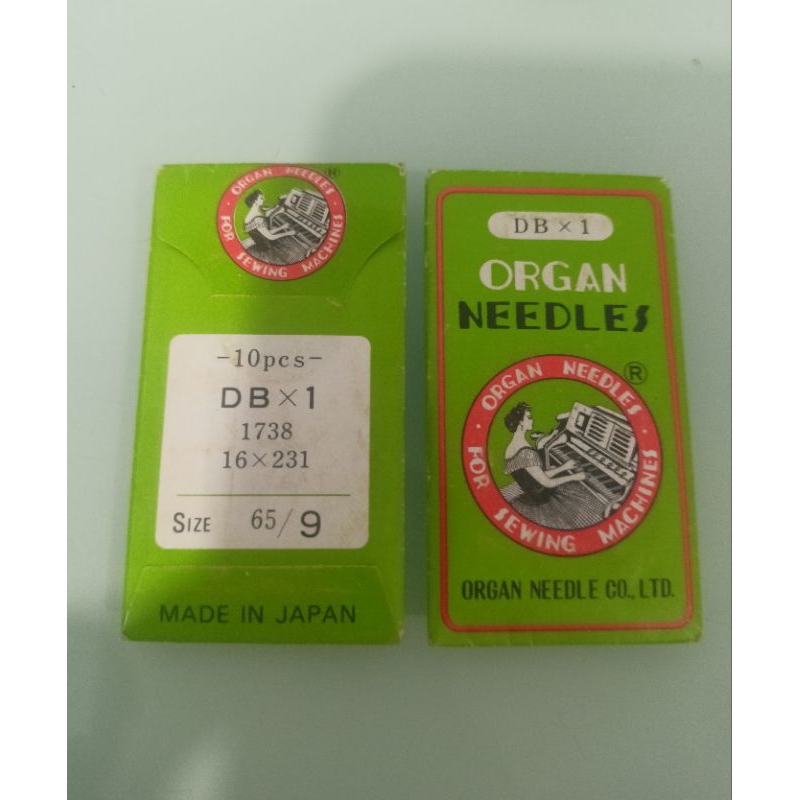 ORGAN NEEDLES ®
· FOR SEWING MACHINES ·
-10pcs-
DB×1
1738
16×231
SIZE 65/9
MADE IN JAPAN
DB×1
ORGAN
NEEDLES
®
ORGAN NEEDLES
· FOR SEWING MACHINES ·
ORGAN NEEDLE CO., LTD.